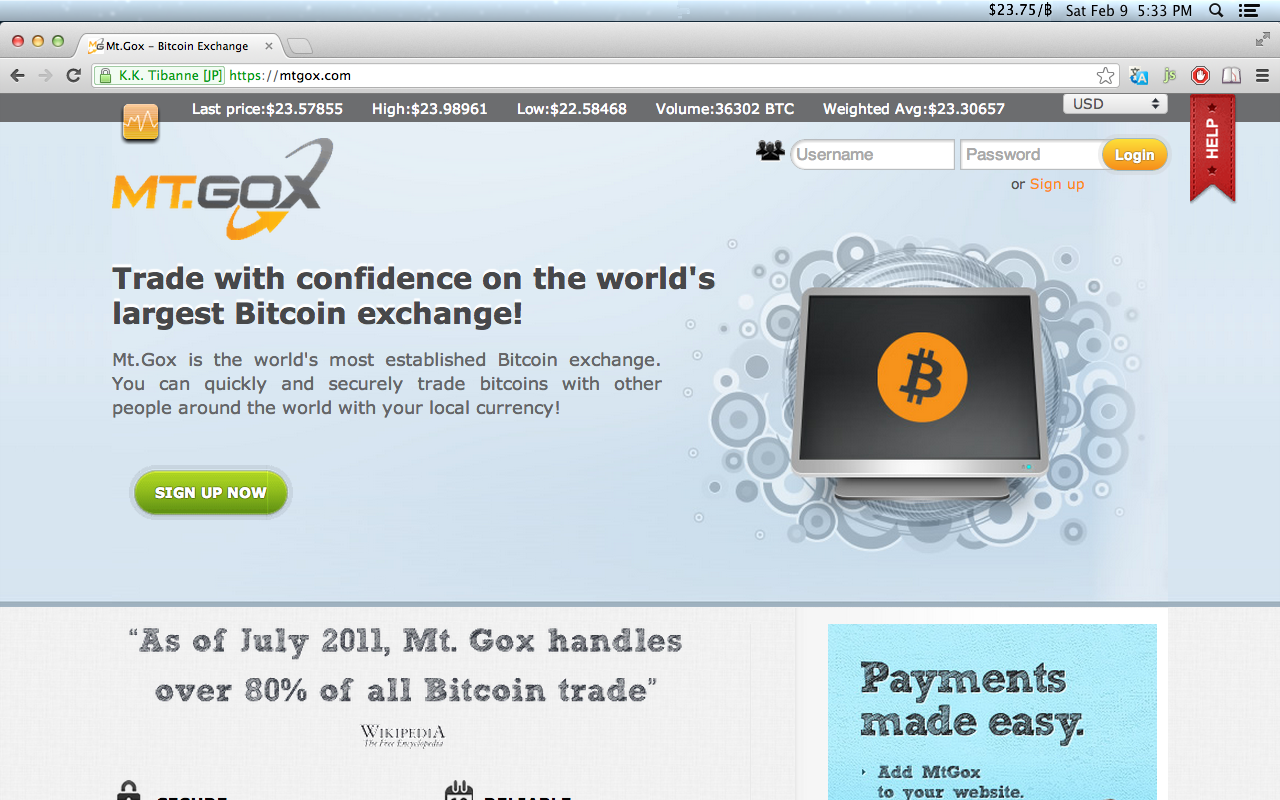 $23.75/฿ Sat Feb 9 5:33 PM
Mt.Gox – Bitcoin Exchange
K.K. Tibanne [JP] https://mtgox.com
js
Last price:$23.57855 High:$23.98961 Low:$22.58468 Volume:36302 BTC Weighted Avg:$23.30657 USD
HELP
Username Password Login
or Sign up
MT.GOX
Trade with confidence on the world's
largest Bitcoin exchange!
Mt.Gox is the world's most established Bitcoin exchange.
You can quickly and securely trade bitcoins with other
people around the world with your local currency!
SIGN UP NOW
“As of July 2011, Mt. Gox handles
over 80% of all Bitcoin trade”
WIKIPEDIA
The Free Encyclopedia
Payments
made easy.
Add MtGox
to your website.
SECURE RELIABLE